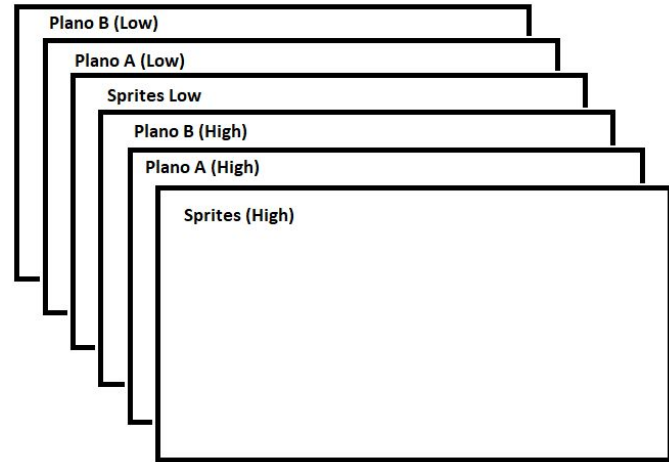 Plano B (Low)
Plano A (Low)
Sprites Low
Plano B (High)
Plano A (High)
Sprites (High)